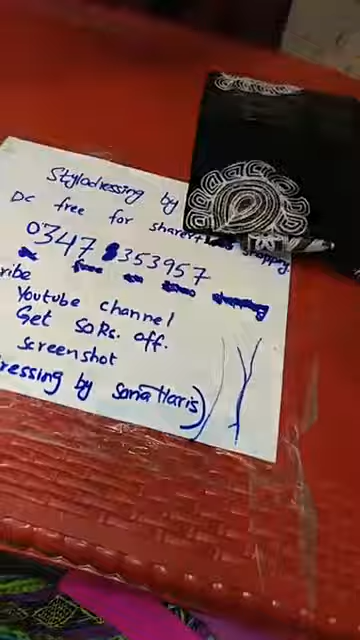 Styledressing by
Dc free for
0347 353957
ribe
Youtube channel
Get 50Rs. off.
Screenshot
ressing by Sana Haris)